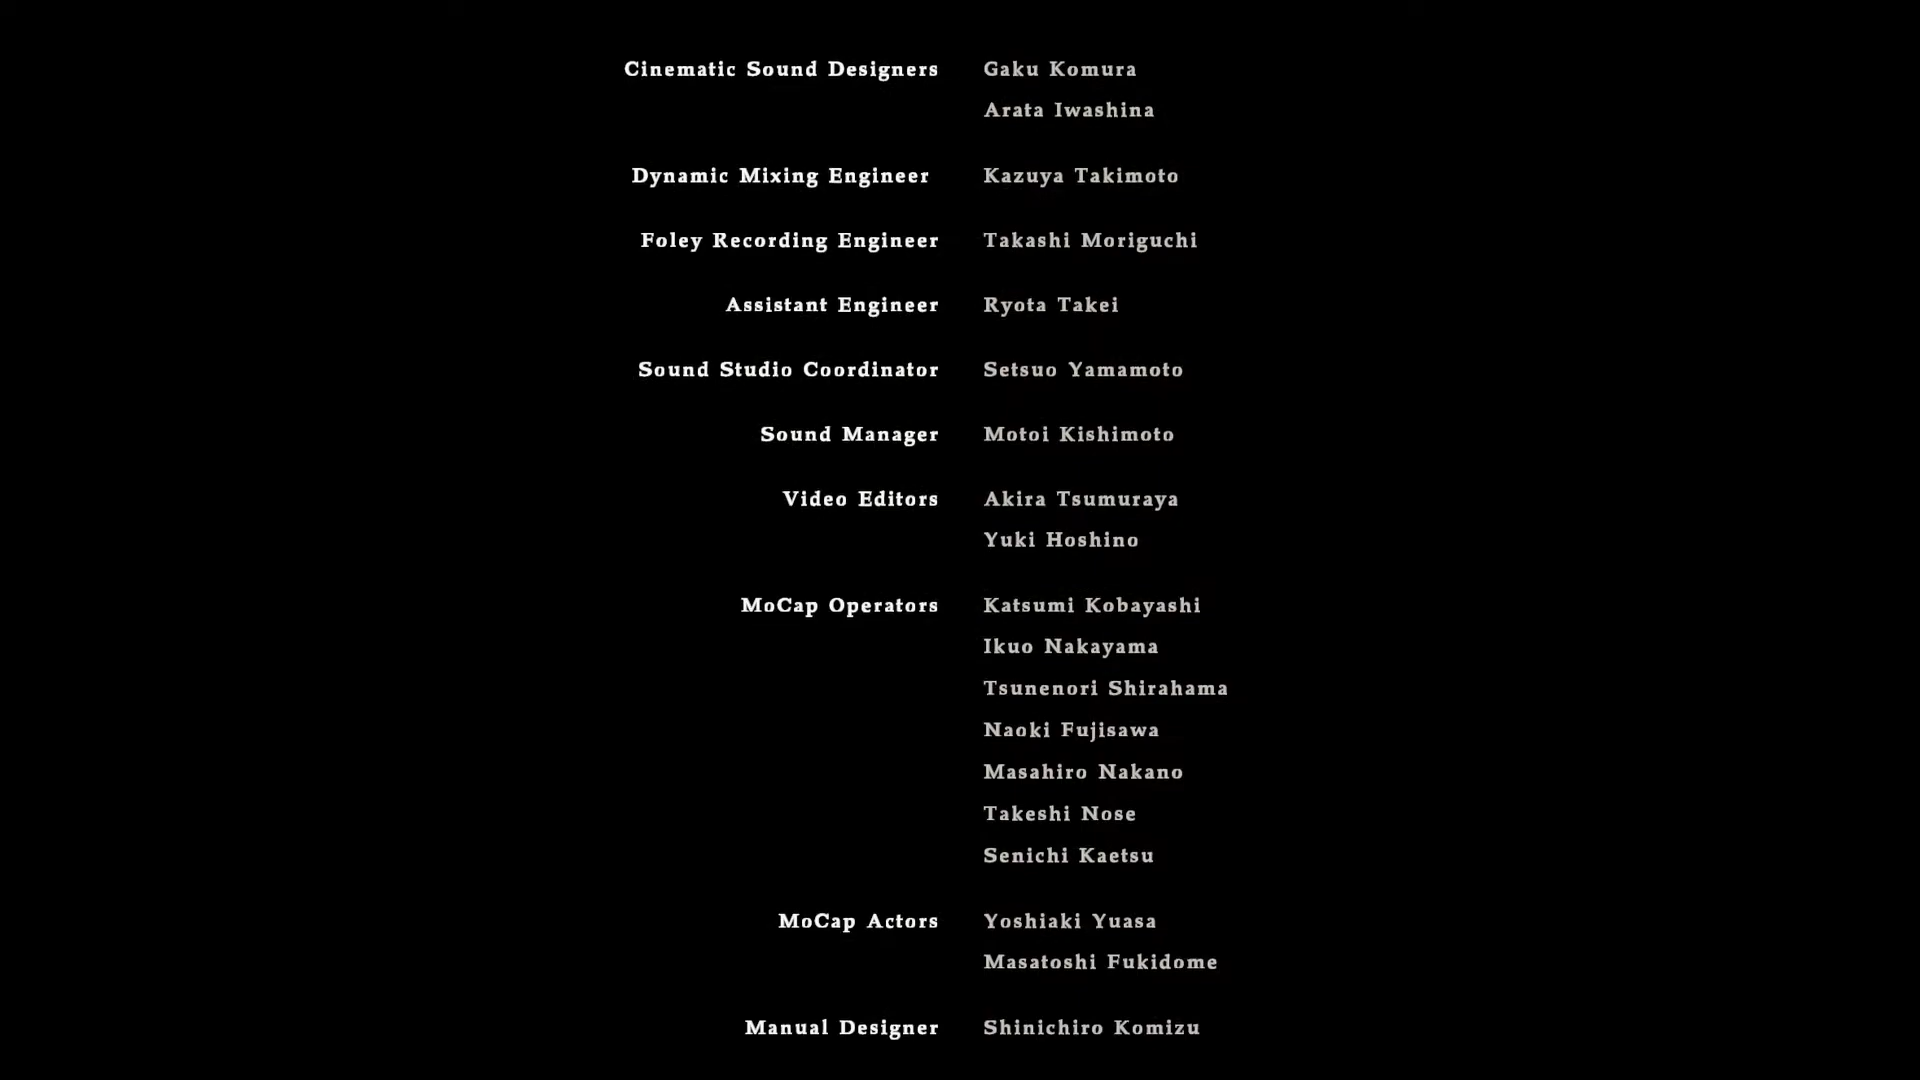 Cinematic Sound Designers Gaku Komura
Arata Iwashina
Dynamic Mixing Engineer Kazuya Takimoto
Foley Recording Engineer Takashi Moriguchi
Assistant Engineer Ryota Takei
Sound Studio Coordinator Setsuo Yamamoto
Sound Manager Motoi Kishimoto
Video Editors Akira Tsumuraya
Yuki Hoshino
MoCap Operators Katsumi Kobayashi
Ikuo Nakayama
Tsunenori Shirahama
Naoki Fujisawa
Masahiro Nakano
Takeshi Nose
Senichi Kaetsu
MoCap Actors Yoshiaki Yuasa
Masatoshi Fukidome
Manual Designer Shinichiro Komizu